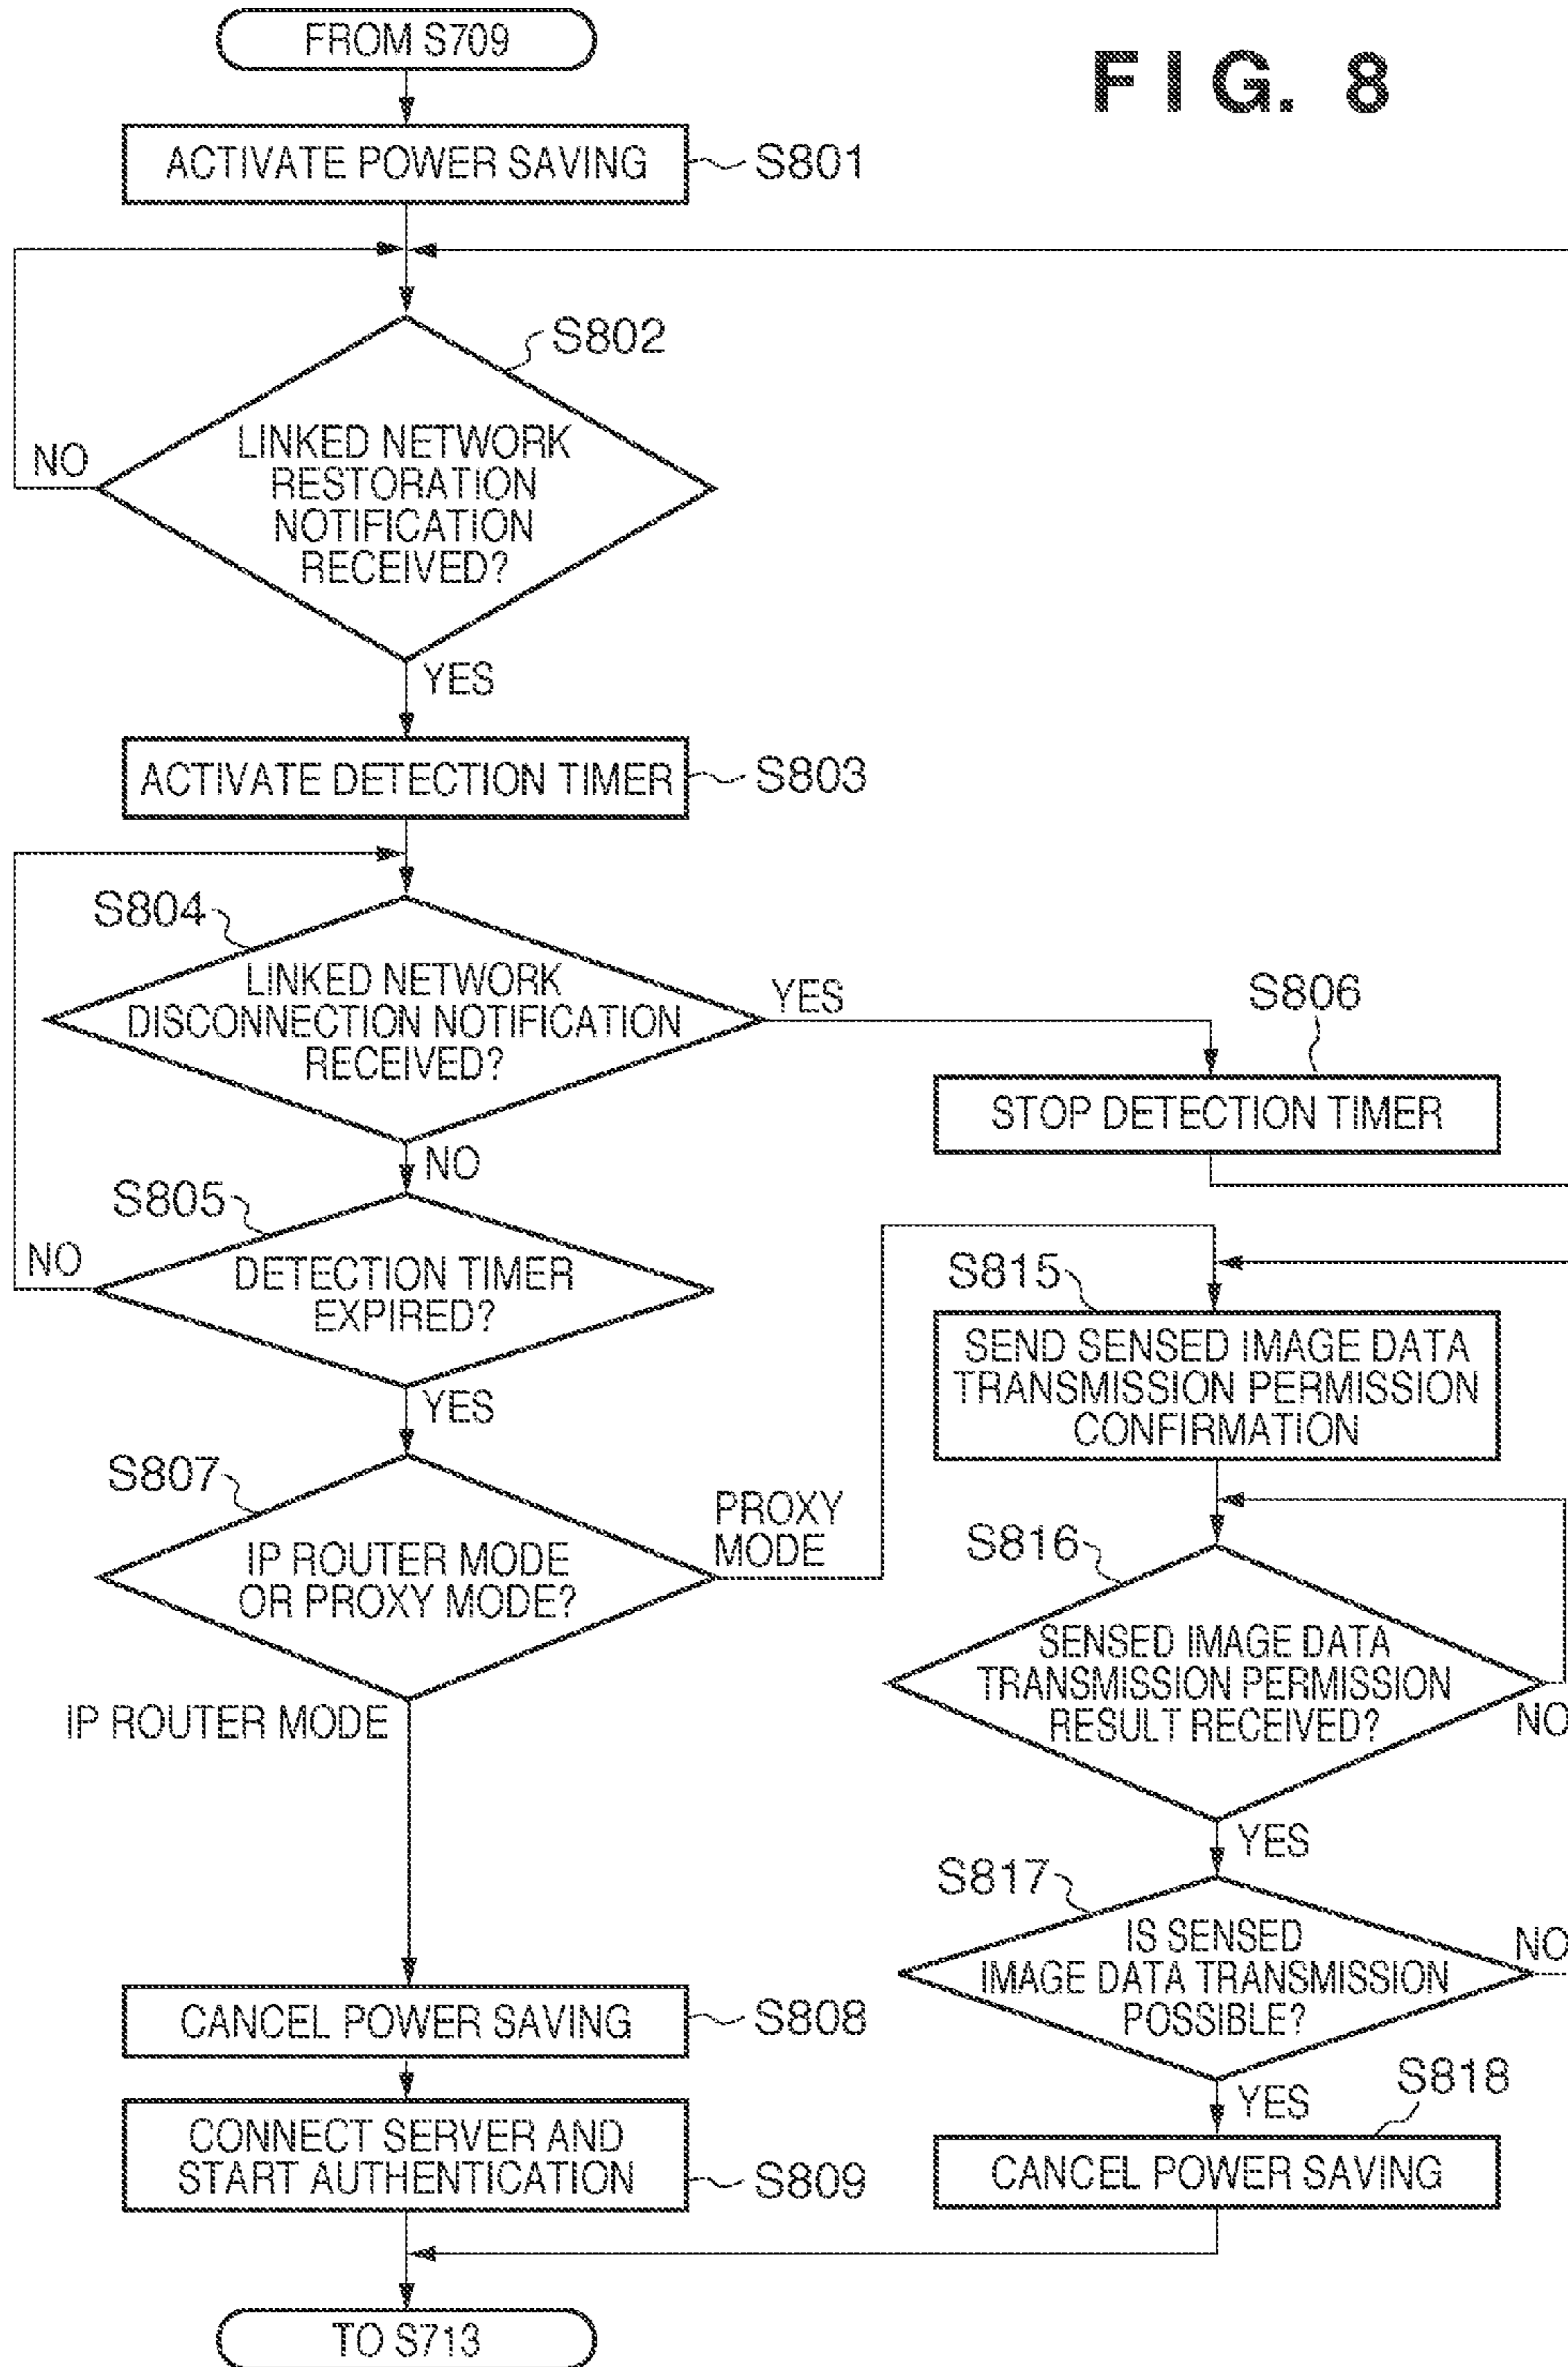 FROM S709
FIG. 8
ACTIVATE POWER SAVING
S801
S802
LINKED NETWORK
RESTORATION
NOTIFICATION
RECEIVED?
NO
YES
ACTIVATE DETECTION TIMER
S803
S804
LINKED NETWORK
DISCONNECTION NOTIFICATION
RECEIVED?
YES
NO
S806
STOP DETECTION TIMER
S805
DETECTION TIMER
EXPIRED?
NO
YES
S807
IP ROUTER MODE
OR PROXY MODE?
PROXY
MODE
IP ROUTER MODE
S815
SEND SENSED IMAGE DATA
TRANSMISSION PERMISSION
CONFIRMATION
S816
SENSED IMAGE DATA
TRANSMISSION PERMISSION
RESULT RECEIVED?
NO
YES
S817
IS SENSED
IMAGE DATA TRANSMISSION
POSSIBLE?
NO
YES
S818
CANCEL POWER SAVING
CANCEL POWER SAVING
S808
CONNECT SERVER AND
START AUTHENTICATION
S809
TO S713